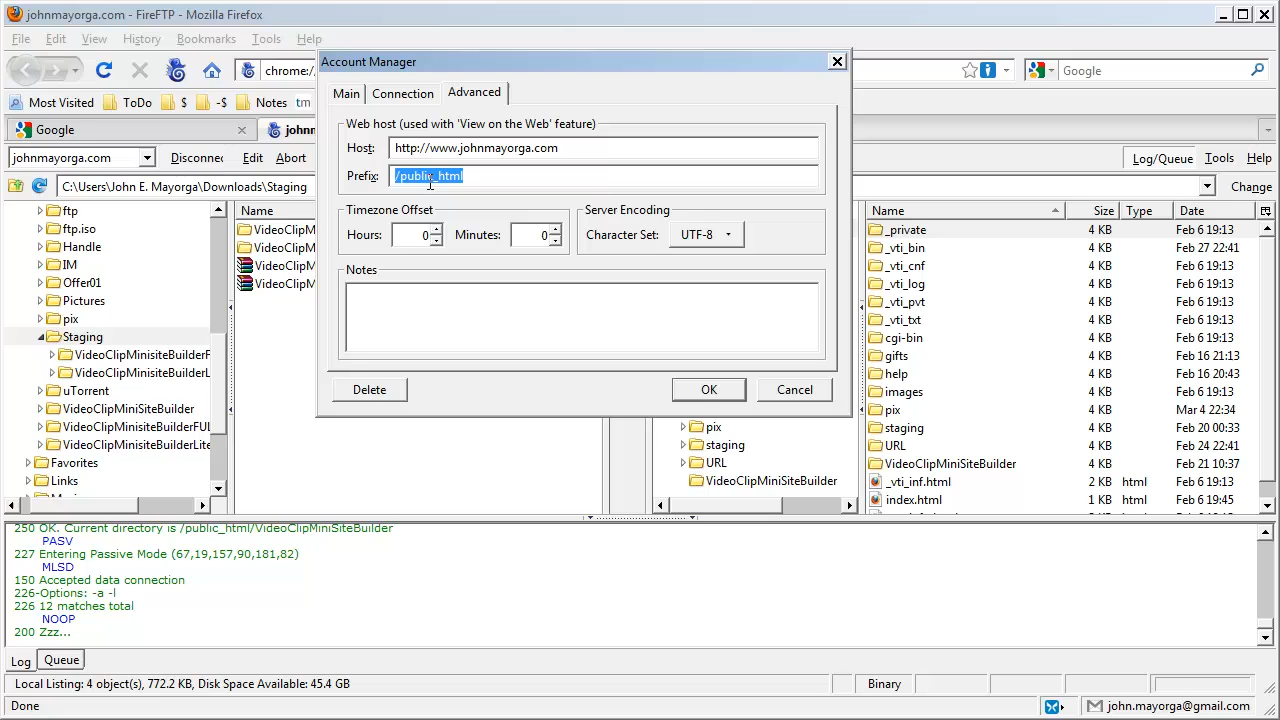 johnmayorga.com - FireFTP - Mozilla Firefox
File Edit View History Bookmarks Tools Help
chrome:/
Google
Most Visited ToDo $ -$ Notes tm
Google
johnm
johnmayorga.com Disconnec Edit Abort
Log/Queue Tools Help
C:\Users\John E. Mayorga\Downloads\Staging
Change
Account Manager
Main Connection Advanced
Web host (used with 'View on the Web' feature)
Host: http://www.johnmayorga.com
Prefix: /public_html
Timezone Offset
Hours: 0 Minutes: 0
Server Encoding
Character Set: UTF-8
Notes
Delete OK Cancel
ftp
ftp.iso
Handle
IM
Offer01
Pictures
pix
Staging
VideoClipMinisiteBuilderF
VideoClipMinisiteBuilderL
uTorrent
VideoClipMiniSiteBuilder
VideoClipMinisiteBuilderFUL
VideoClipMinisiteBuilderLite
Favorites
Links
Name
VideoClipM
VideoClipM
VideoClipM
VideoClipM
pix
staging
URL
VideoClipMiniSiteBuilder
Name Size Type Date
_private 4 KB Feb 6 19:13
_vti_bin 4 KB Feb 27 22:41
_vti_cnf 4 KB Feb 6 19:13
_vti_log 4 KB Feb 6 19:13
_vti_pvt 4 KB Feb 6 19:13
_vti_txt 4 KB Feb 6 19:13
cgi-bin 4 KB Feb 6 19:13
gifts 4 KB Feb 16 21:13
help 4 KB Feb 16 20:43
images 4 KB Feb 6 19:13
pix 4 KB Mar 4 22:34
staging 4 KB Feb 20 00:33
URL 4 KB Feb 24 22:41
VideoClipMiniSiteBuilder 4 KB Feb 21 10:37
_vti_inf.html 2 KB html Feb 6 19:13
index.html 1 KB html Feb 6 19:45
250 OK. Current directory is /public_html/VideoClipMiniSiteBuilder
PASV
227 Entering Passive Mode (67,19,157,90,181,82)
MLSD
150 Accepted data connection
226-Options: -a -l
226 12 matches total
NOOP
200 Zzz...
Log Queue
Local Listing: 4 object(s), 772.2 KB, Disk Space Available: 45.4 GB
Binary
Done
john.mayorga@gmail.com